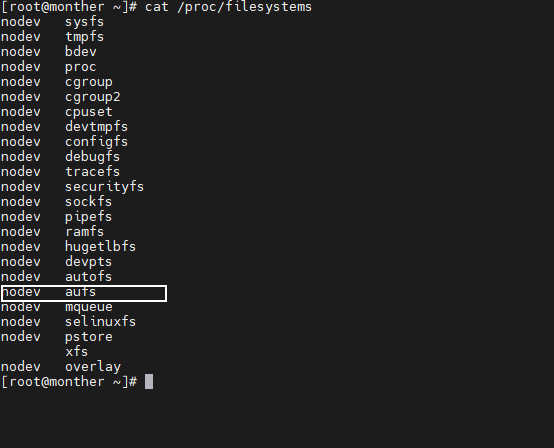 [root@monther ~]# cat /proc/filesystems
nodev   sysfs
nodev   tmpfs
nodev   bdev
nodev   proc
nodev   cgroup
nodev   cgroup2
nodev   cpuset
nodev   devtmpfs
nodev   configfs
nodev   debugfs
nodev   tracefs
nodev   securityfs
nodev   sockfs
nodev   pipefs
nodev   ramfs
nodev   hugetlbfs
nodev   devpts
nodev   autofs
nodev   aufs
nodev   mqueue
nodev   selinuxfs
nodev   pstore
        xfs
nodev   overlay
[root@monther ~]#